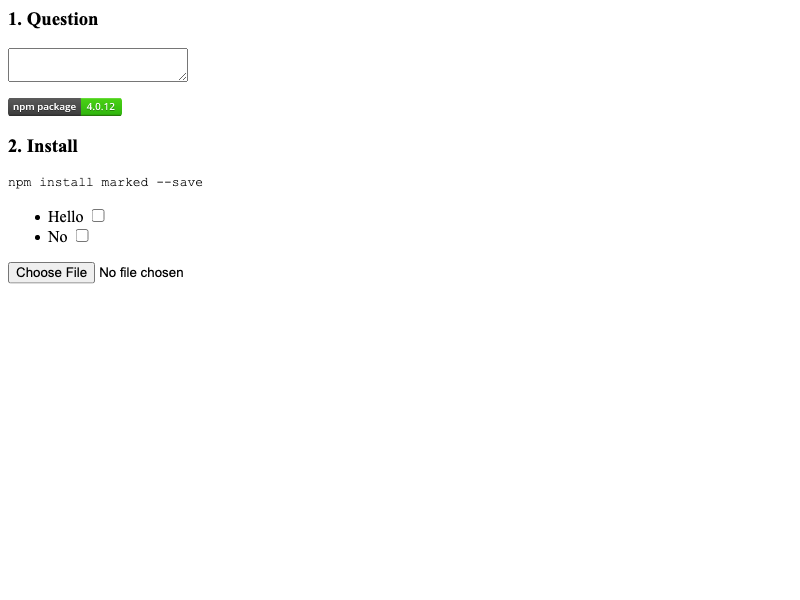 1. Question
npm package 4.0.12
2. Install
npm install marked --save
Hello
No
Choose File No file chosen